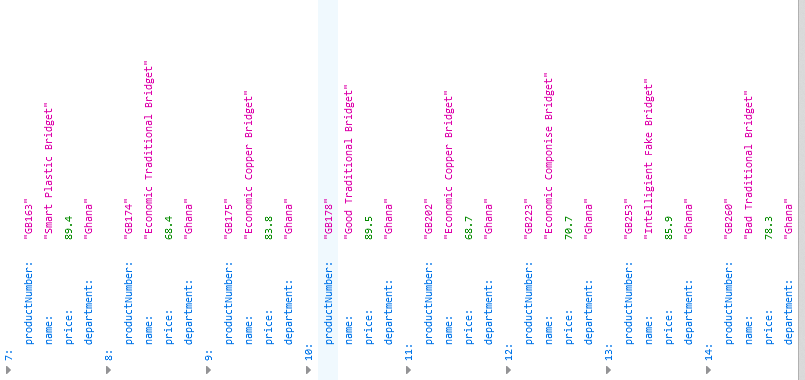 7:
productNumber: "GB163"
name: "Smart Plastic Bridget"
price: 89.4
department: "Ghana"
8:
productNumber: "GB174"
name: "Economic Traditional Bridget"
price: 68.4
department: "Ghana"
9:
productNumber: "GB175"
name: "Economic Copper Bridget"
price: 83.8
department: "Ghana"
10:
productNumber: "GB178"
name: "Good Traditional Bridget"
price: 89.5
department: "Ghana"
11:
productNumber: "GB202"
name: "Economic Copper Bridget"
price: 68.7
department: "Ghana"
12:
productNumber: "GB223"
name: "Economic Componise Bridget"
price: 70.7
department: "Ghana"
13:
productNumber: "GB253"
name: "Intelligient Fake Bridget"
price: 85.9
department: "Ghana"
14:
productNumber: "GB260"
name: "Bad Traditional Bridget"
price: 78.3
department: "Ghana"